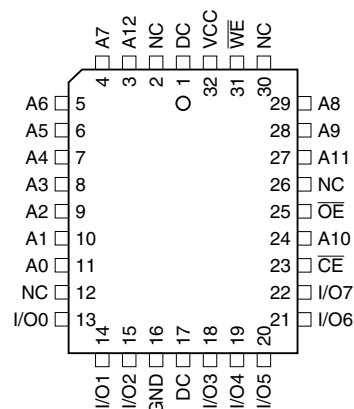 A7 A12 NC DC VCC W̅E̅ NC
4 3 2 1 32 31 30
A6 5 29 A8
A5 6 28 A9
A4 7 27 A11
A3 8 26 NC
A2 9 25 O̅E̅
A1 10 24 A10
A0 11 23 C̅E̅
NC 12 22 I/O7
I/O0 13 21 I/O6
14 15 16 17 18 19 20
I/O1 I/O2 GND DC I/O3 I/O4 I/O5